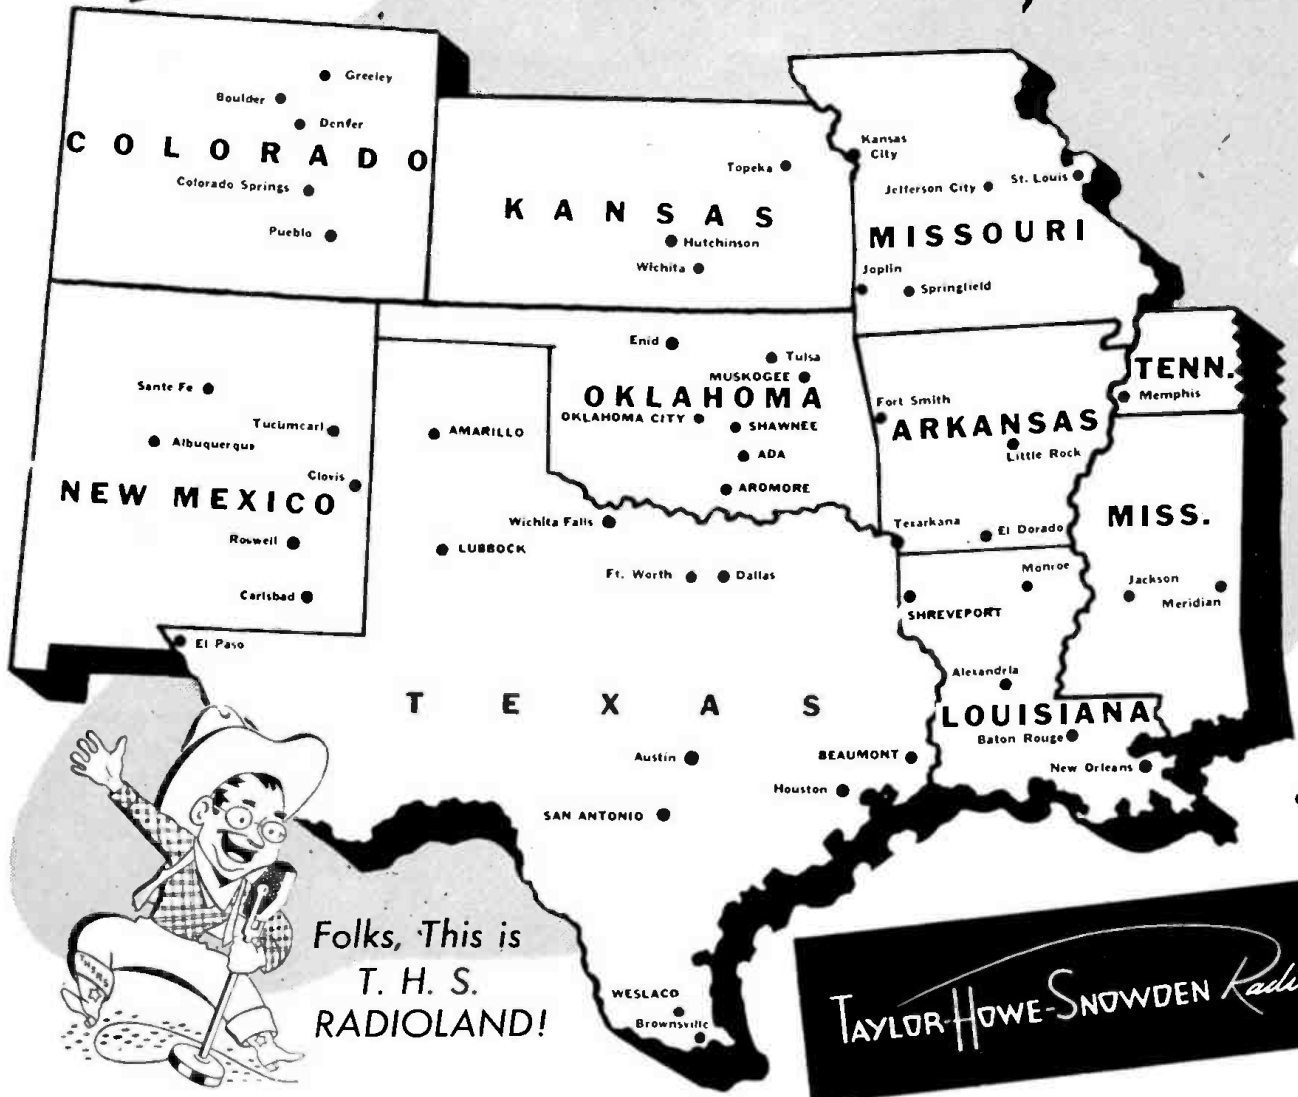 Greeley
Boulder
Denfer
COLORADO
Colorado Springs
Pueblo
Topeka
KANSAS
Hutchinson
Wichita
Kansas
City
Jefferson City
St. Louis
MISSOURI
Joplin
Springfield
Sante Fe
Tucumcari
Albuquerque
Clovis
NEW MEXICO
Roswell
Carlsbad
Enid
Tulsa
MUSKOGEE
OKLAHOMA
OKLAHOMA CITY
SHAWNEE
ADA
ARDMORE
Fort Smith
ARKANSAS
Little Rock
Texarkana
El Dorado
TENN.
Memphis
MISS.
Jackson
Meridian
AMARILLO
Wichita Falls
LUBBOCK
Ft. Worth
Dallas
El Paso
TEXAS
Austin
BEAUMONT
Houston
SAN ANTONIO
WESLACO
Brownsville
Monroe
SHREVEPORT
Alexandria
LOUISIANA
Baton Rouge
New Orleans
THSRS
Folks, This is
T. H. S.
RADIOLAND!
TAYLOR-HOWE-SNOWDEN